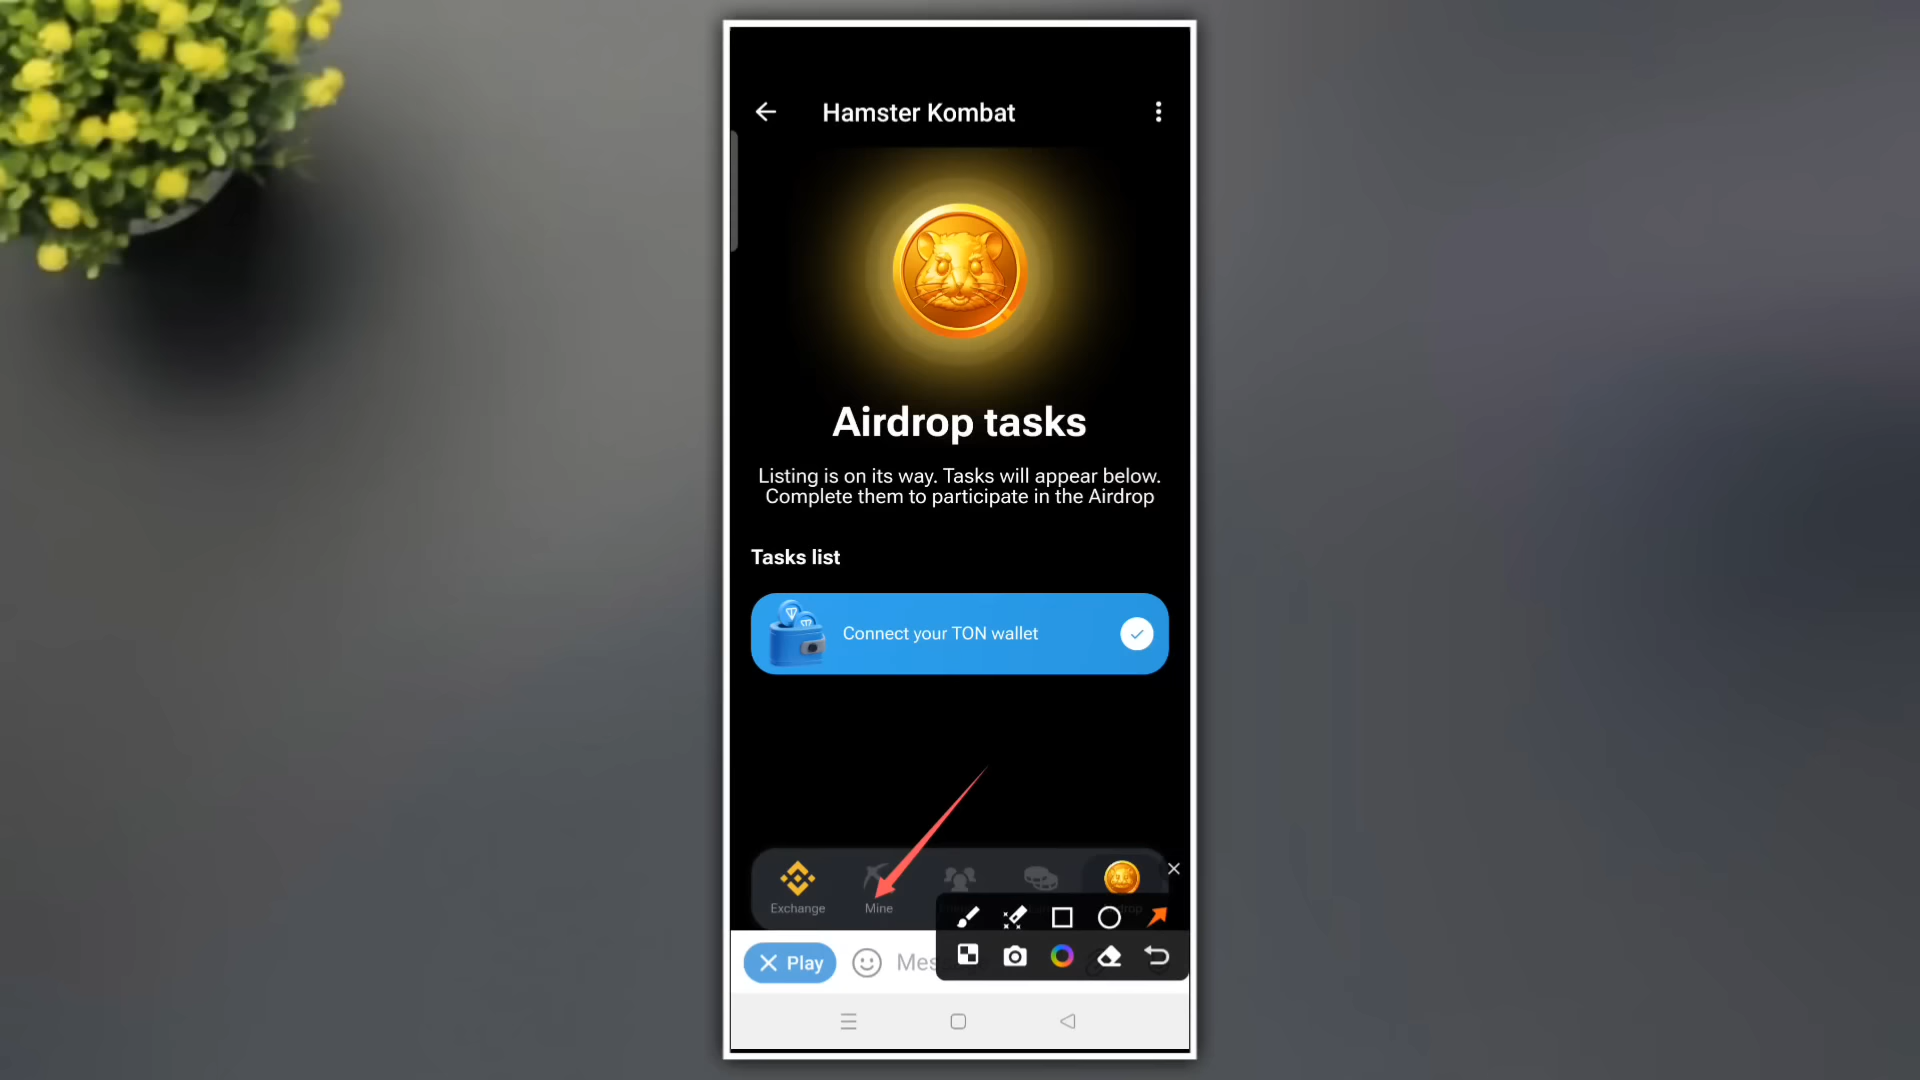 Hamster Kombat
Airdrop tasks
Listing is on its way. Tasks will appear below.
Complete them to participate in the Airdrop
Tasks list
Connect your TON wallet
Exchange
Mine
Play